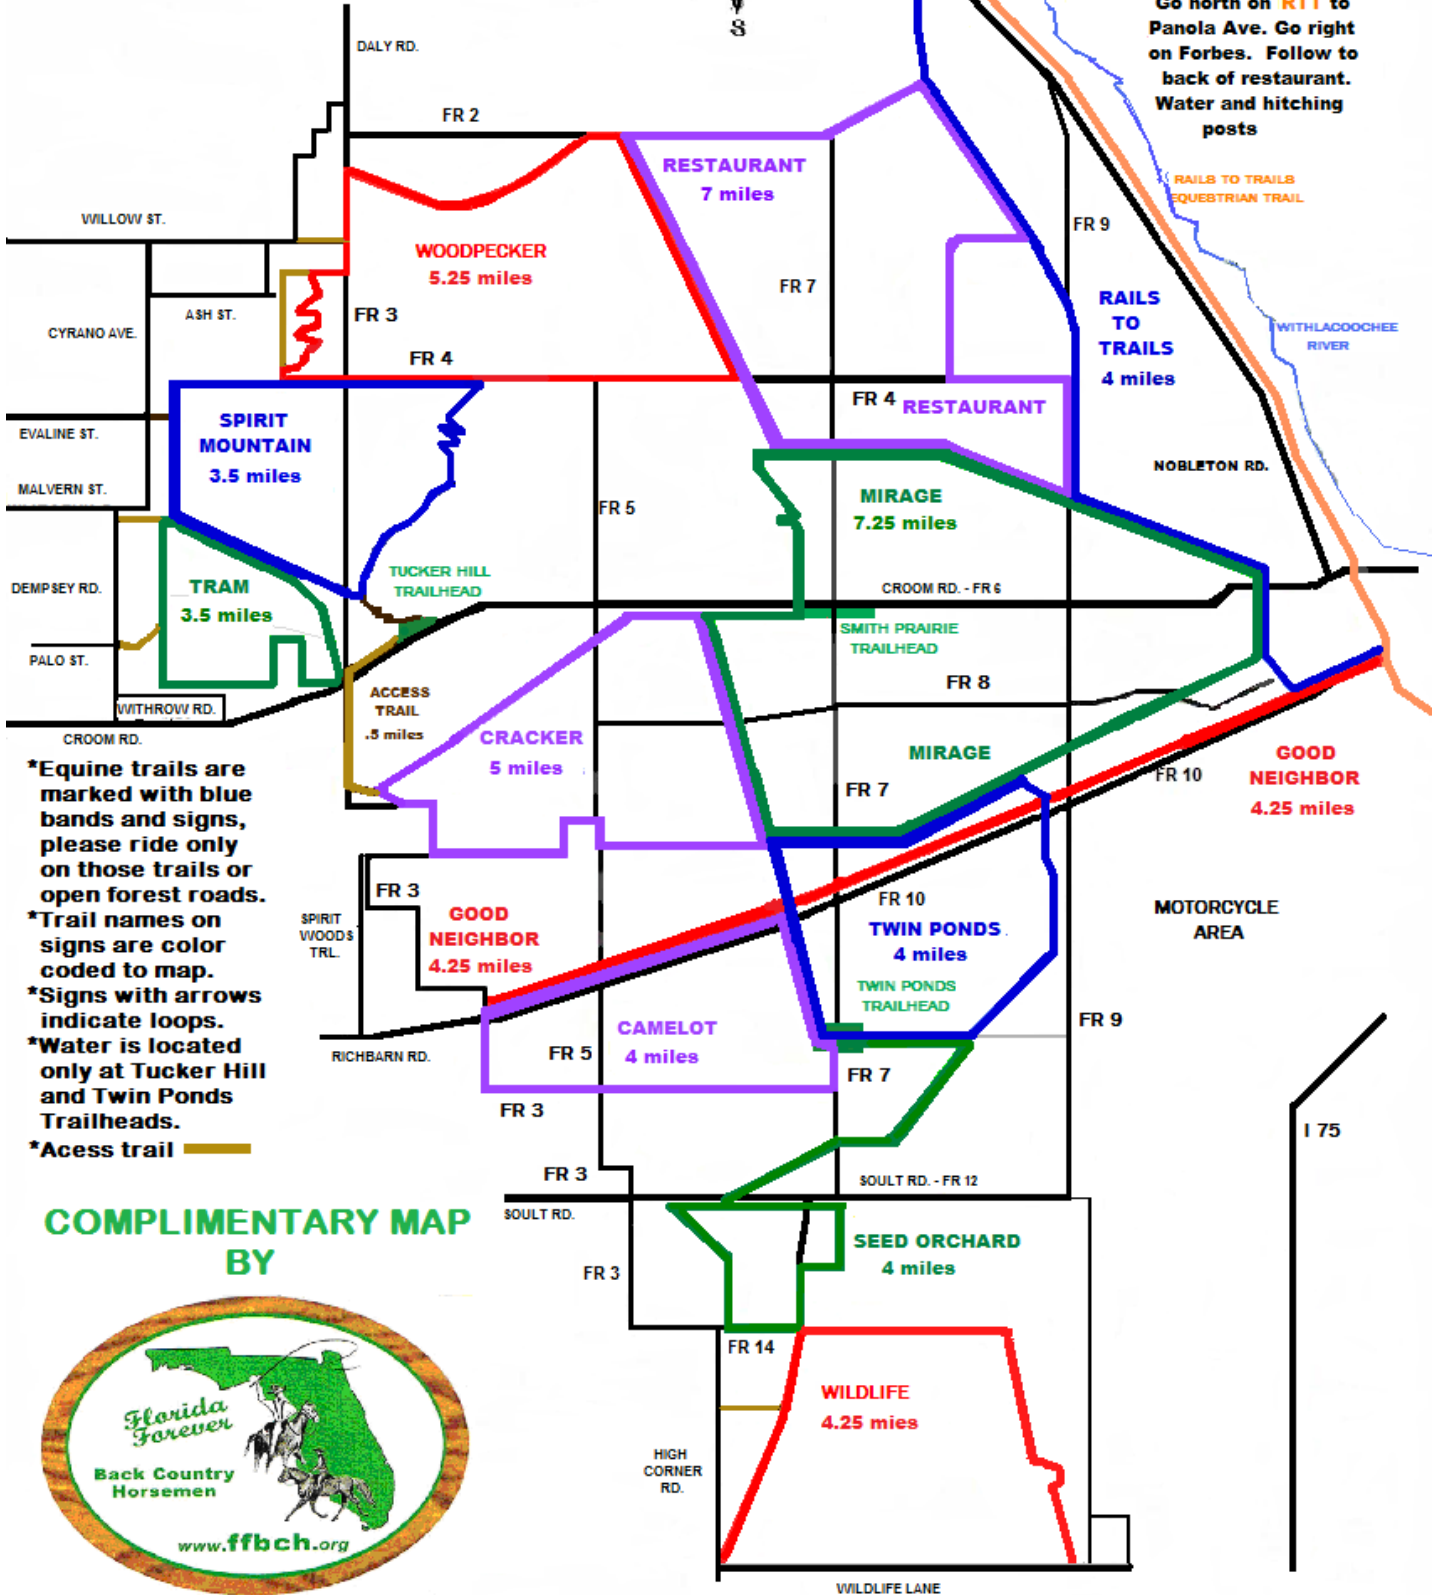 S
Go north on RTT to
Panola Ave. Go right
on Forbes. Follow to
back of restaurant.
Water and hitching
posts
DALY RD.
FR 2
RESTAURANT
7 miles
RAILS TO TRAILS
EQUESTRIAN TRAIL
WILLOW ST.
FR 9
WOODPECKER
5.25 miles
FR 7
RAILS
TO
TRAILS
4 miles
ASH ST.
FR 3
CYRANO AVE.
WITHLACOOCHEE
RIVER
FR 4
FR 4
RESTAURANT
SPIRIT
MOUNTAIN
3.5 miles
EVALINE ST.
NOBLETON RD.
MALVERN ST.
MIRAGE
7.25 miles
FR 5
TUCKER HILL
TRAILHEAD
DEMPSEY RD.
TRAM
3.5 miles
CROOM RD. - FR 6
SMITH PRAIRIE
TRAILHEAD
PALO ST.
FR 8
ACCESS
TRAIL
.5 miles
WITHROW RD.
CROOM RD.
CRACKER
5 miles
MIRAGE
FR 7
FR 10
GOOD
NEIGHBOR
4.25 miles
*Equine trails are
marked with blue
bands and signs,
please ride only
on those trails or
open forest roads.
*Trail names on
signs are color
coded to map.
*Signs with arrows
indicate loops.
*Water is located
only at Tucker Hill
and Twin Ponds
Trailheads.
*Acess trail
FR 3
FR 10
SPIRIT
WOODS
TRL.
GOOD
NEIGHBOR
4.25 miles
TWIN PONDS
4 miles
MOTORCYCLE
AREA
TWIN PONDS
TRAILHEAD
CAMELOT
4 miles
FR 9
RICHBARN RD.
FR 5
FR 7
FR 3
I 75
FR 3
SOULT RD. - FR 12
SOULT RD.
SEED ORCHARD
4 miles
FR 3
COMPLIMENTARY MAP
BY
FR 14
WILDLIFE
4.25 mies
HIGH
CORNER
RD.
Florida
Forever
Back Country
Horsemen
www.ffbch.org
WILDLIFE LANE